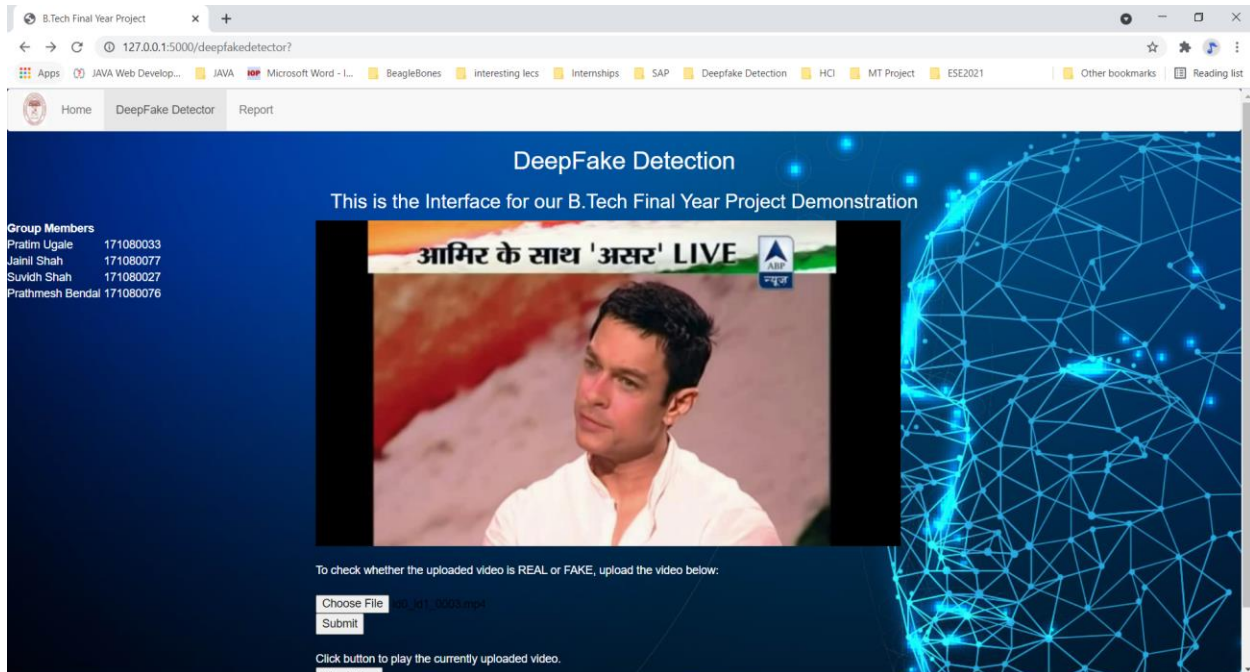 B.Tech Final Year Project
127.0.0.1:5000/deepfakedetector?
Apps JAVA Web Develop... JAVA IOP Microsoft Word - I... BeagleBones interesting lecs Internships SAP Deepfake Detection HCI MT Project ESE2021 Other bookmarks Reading list
Home DeepFake Detector Report
DeepFake Detection
This is the Interface for our B.Tech Final Year Project Demonstration
Group Members
Pratim Ugale 171080033
Jainil Shah 171080077
Suvidh Shah 171080027
Prathmesh Bendal 171080076
आमिर के साथ 'असर' LIVE
ABP
न्यूज़
To check whether the uploaded video is REAL or FAKE, upload the video below:
Choose File
Submit
Click button to play the currently uploaded video.